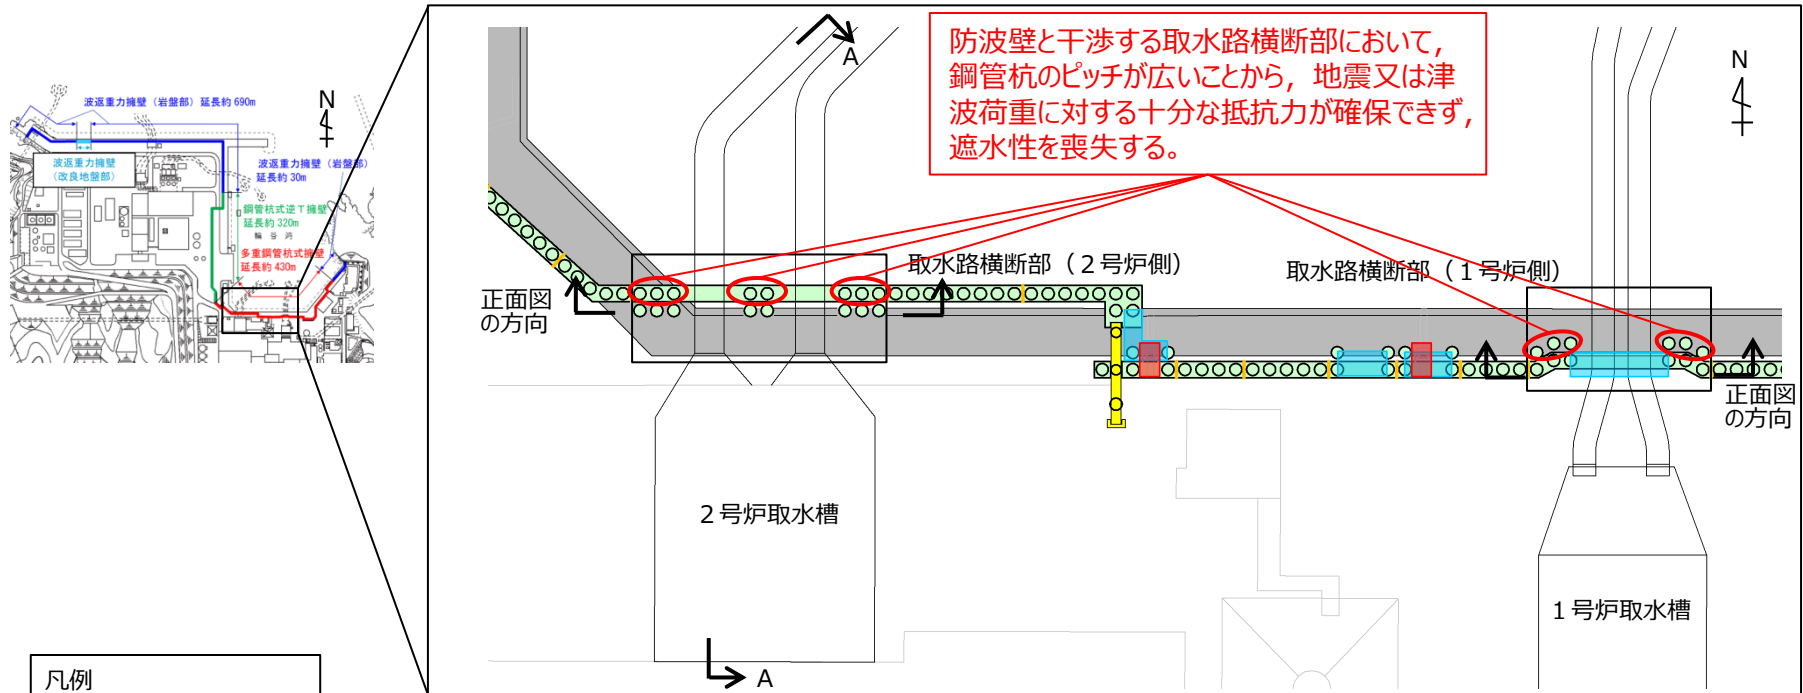 波返重力擁壁（岩盤部）延長約690m
N
波返重力擁壁
（改良地盤部）
波返重力擁壁（岩盤部）
延長約30m
鋼管杭式逆T擁壁
延長約320m
輪谷湾
多重鋼管杭式擁壁
延長約430m
A
防波壁と干渉する取水路横断部において，
鋼管杭のピッチが広いことから，地震又は津
波荷重に対する十分な抵抗力が確保できず，
遮水性を喪失する。
N
取水路横断部（２号炉側）
取水路横断部（１号炉側）
正面図
の方向
正面図
の方向
２号炉取水槽
１号炉取水槽
A
凡例